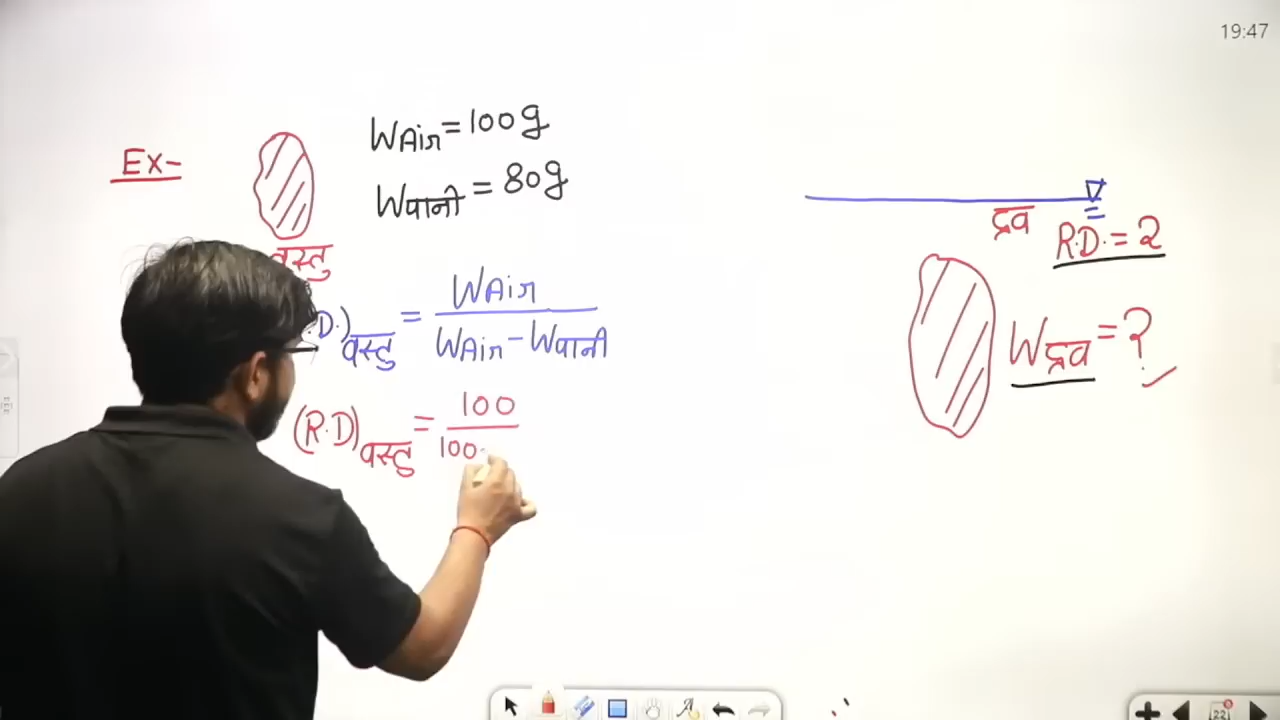 19:47
Ex-
WAir = 100g
Wपानी = 80g
वस्तु
D.)वस्तु = WAir / WAir - Wपानी
(R.D)वस्तु = 100 / 100-
द्रव
R.D. = 2
Wद्रव = ?